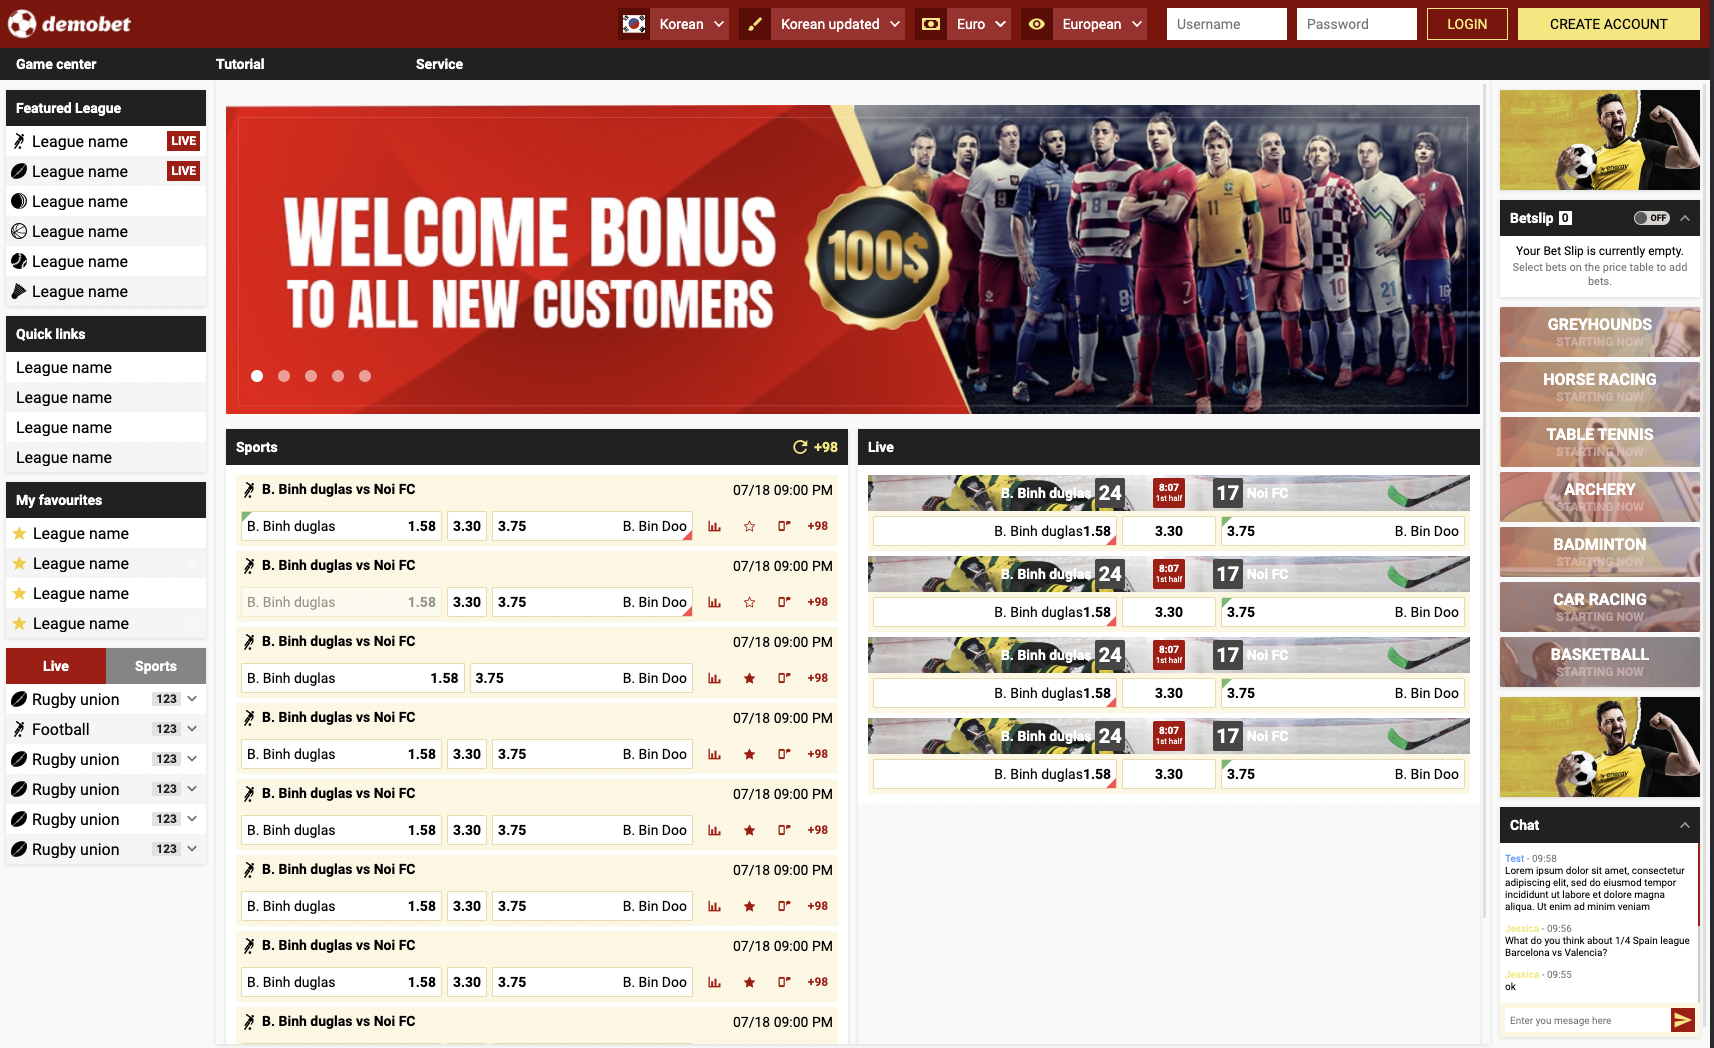 demobet
Korean
Korean updated
Euro
European
Username
Password
LOGIN
CREATE ACCOUNT
Game center
Tutorial
Service
Featured League
League name LIVE
League name LIVE
League name
League name
League name
League name
Quick links
League name
League name
League name
League name
My favourites
League name
League name
League name
League name
Live Sports
Rugby union 123
Football 123
Rugby union 123
Rugby union 123
Rugby union 123
Rugby union 123
WELCOME BONUS
TO ALL NEW CUSTOMERS
100$
Sports +98
B. Binh duglas vs Noi FC 07/18 09:00 PM
B. Binh duglas 1.58 3.30 3.75 B. Bin Doo +98
B. Binh duglas vs Noi FC 07/18 09:00 PM
B. Binh duglas 1.58 3.30 3.75 B. Bin Doo +98
B. Binh duglas vs Noi FC 07/18 09:00 PM
B. Binh duglas 1.58 3.75 B. Bin Doo +98
B. Binh duglas vs Noi FC 07/18 09:00 PM
B. Binh duglas 1.58 3.30 3.75 B. Bin Doo +98
B. Binh duglas vs Noi FC 07/18 09:00 PM
B. Binh duglas 1.58 3.30 3.75 B. Bin Doo +98
B. Binh duglas vs Noi FC 07/18 09:00 PM
B. Binh duglas 1.58 3.30 3.75 B. Bin Doo +98
B. Binh duglas vs Noi FC 07/18 09:00 PM
B. Binh duglas 1.58 3.30 3.75 B. Bin Doo +98
B. Binh duglas vs Noi FC 07/18 09:00 PM
Live
B. Binh duglas 24 8:07 17 Noi FC
1st half
B. Binh duglas 1.58 3.30 3.75 B. Bin Doo
B. Binh duglas 24 8:07 17 Noi FC
1st half
B. Binh duglas 1.58 3.30 3.75 B. Bin Doo
B. Binh duglas 24 8:07 17 Noi FC
1st half
B. Binh duglas 1.58 3.30 3.75 B. Bin Doo
B. Binh duglas 24 8:07 17 Noi FC
1st half
B. Binh duglas 1.58 3.30 3.75 B. Bin Doo
energy
Betslip 0 OFF
Your Bet Slip is currently empty.
Select bets on the price table to add
bets.
GREYHOUNDS
STARTING NOW
HORSE RACING
STARTING NOW
TABLE TENNIS
STARTING NOW
ARCHERY
STARTING NOW
BADMINTON
STARTING NOW
CAR RACING
STARTING NOW
BASKETBALL
STARTING NOW
energy
Chat
Test - 09:58
Lorem ipsum dolor sit amet, consectetur
adipiscing elit, sed do eiusmod tempor
incididunt ut labore et dolore magna
aliqua. Ut enim ad minim veniam
Jessica - 09:56
What do you think about 1/4 Spain league
Barcelona vs Valencia?
Jessica - 09:55
ok
Enter you mesage here